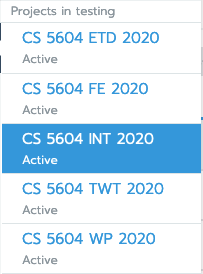 Projects in testing
CS 5604 ETD 2020
Active
CS 5604 FE 2020
Active
CS 5604 INT 2020
Active
CS 5604 TWT 2020
Active
CS 5604 WP 2020
Active